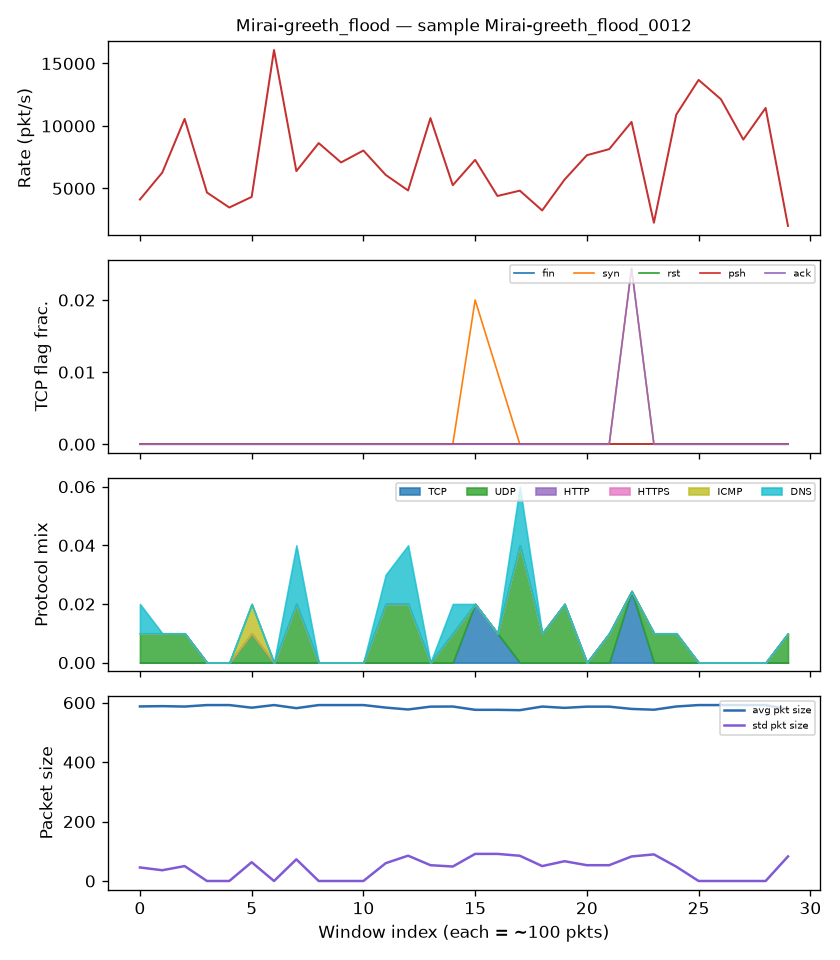 Mirai-greeth_flood — sample Mirai-greeth_flood_0012
Rate (pkt/s)
15000
10000
5000
TCP flag frac.
0.02
0.01
0.00
fin syn rst psh ack
Protocol mix
0.06
0.04
0.02
0.00
TCP UDP HTTP HTTPS ICMP DNS
Packet size
600
400
200
0
avg pkt size
std pkt size
0 5 10 15 20 25 30
Window index (each = ~100 pkts)